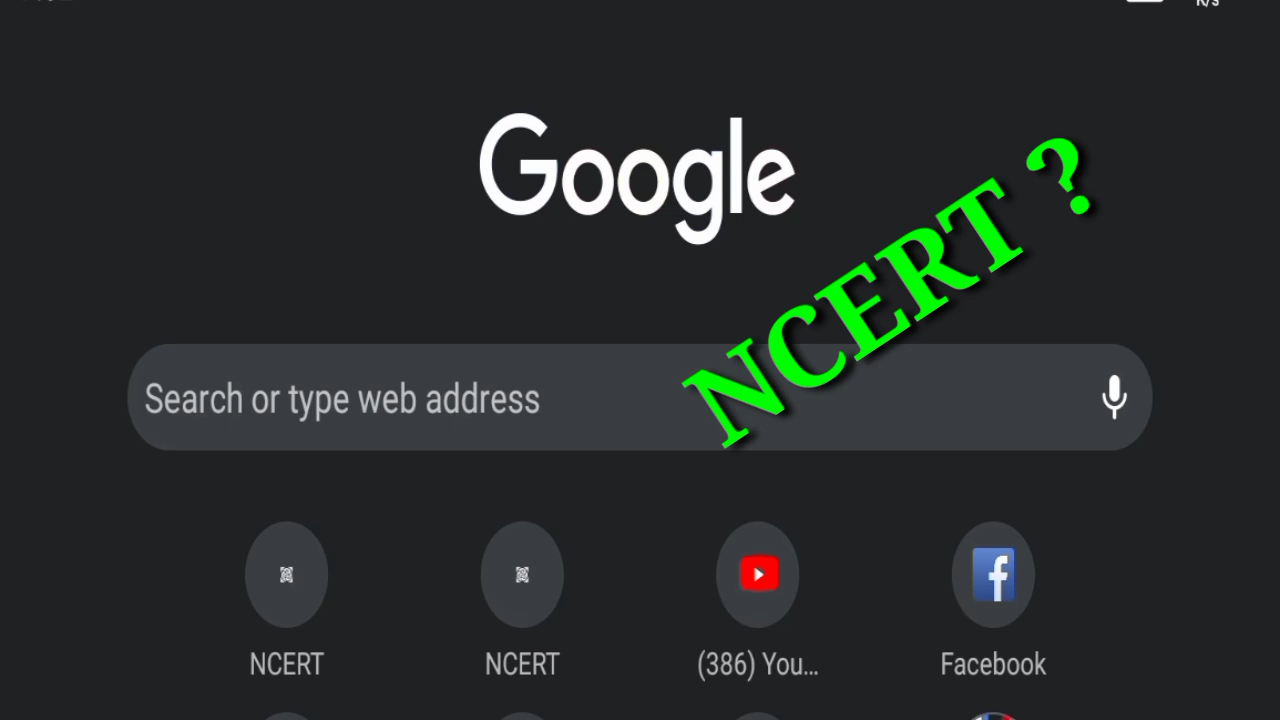 K/s
Google
NCERT ?
Search or type web address
NCERT
NCERT
(386) You...
Facebook